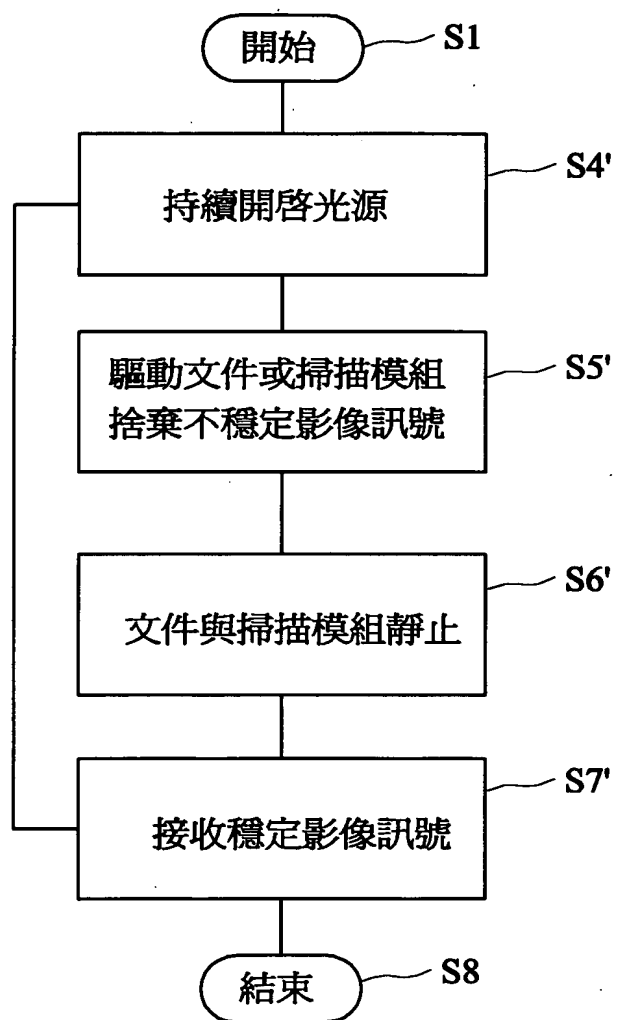 開始
S1
持續開啓光源
S4'
驅動文件或掃描模組
捨棄不穩定影像訊號
S5'
文件與掃描模組靜止
S6'
接收穩定影像訊號
S7'
結束
S8